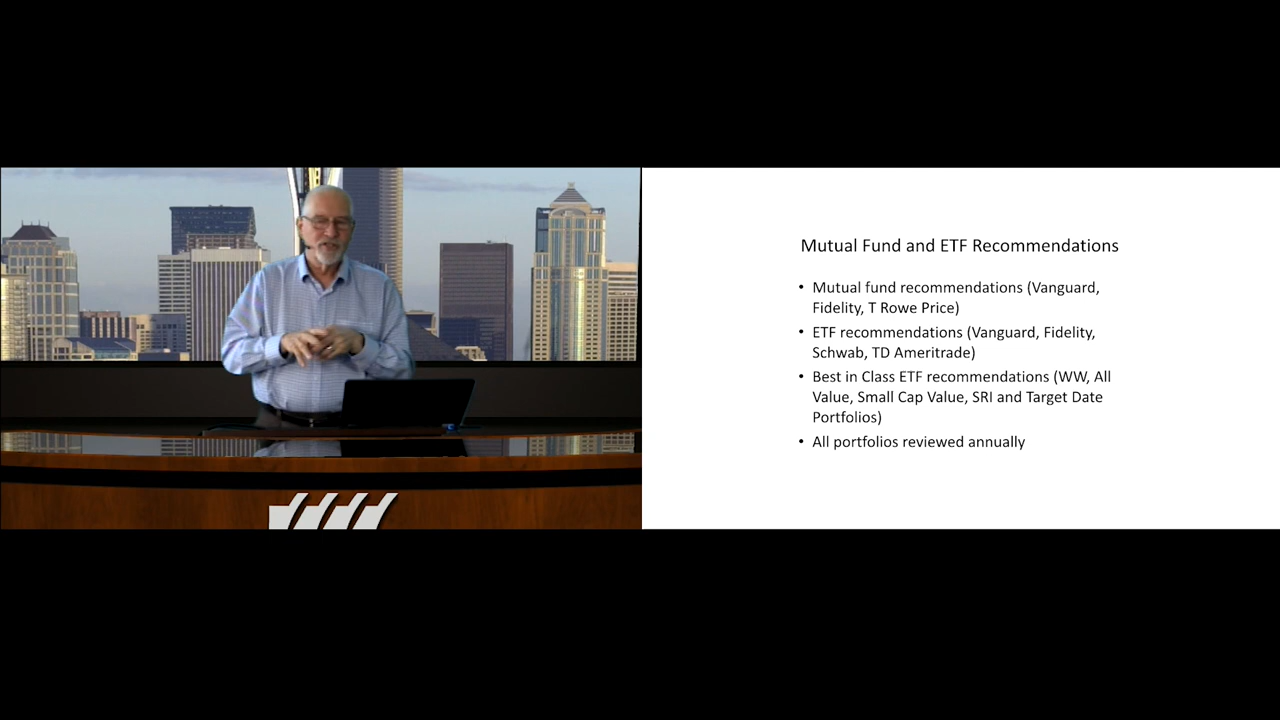 Mutual Fund and ETF Recommendations
• Mutual fund recommendations (Vanguard,
Fidelity, T Rowe Price)
• ETF recommendations (Vanguard, Fidelity,
Schwab, TD Ameritrade)
• Best in Class ETF recommendations (WW, All
Value, Small Cap Value, SRI and Target Date
Portfolios)
• All portfolios reviewed annually